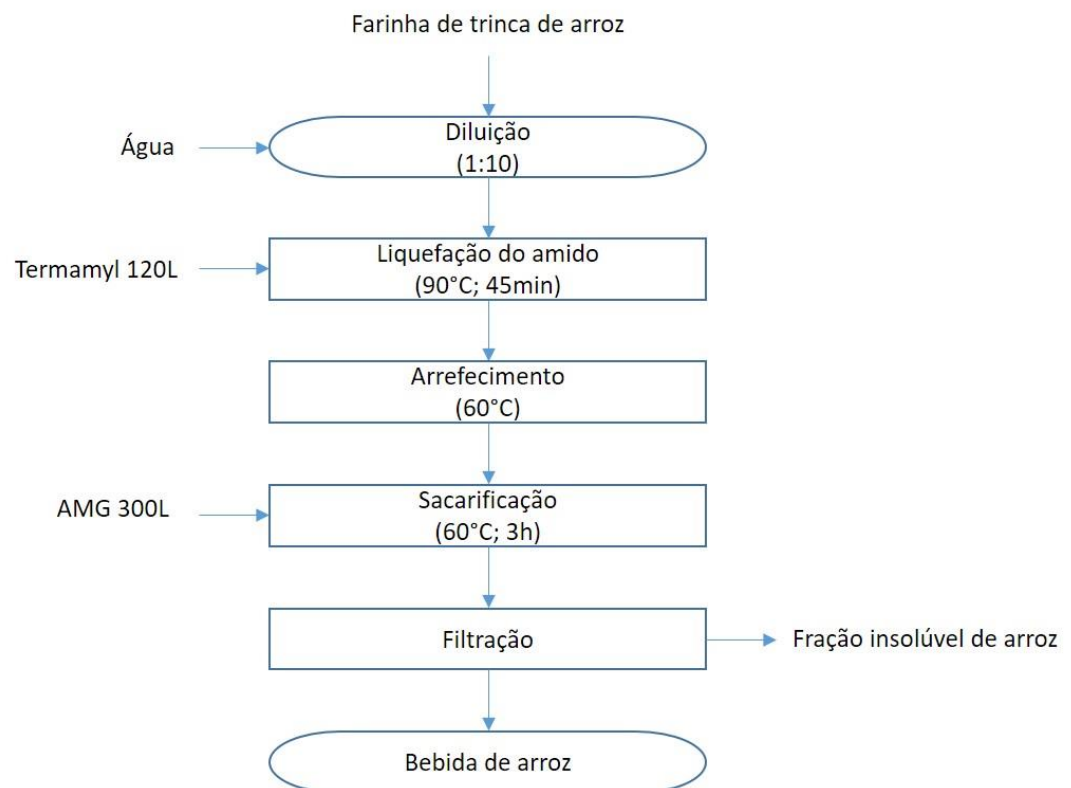 Farinha de trinca de arroz
Água
Diluição
(1:10)
Termamyl 120L
Liquefação do amido
(90°C; 45min)
Arrefecimento
(60°C)
AMG 300L
Sacarificação
(60°C; 3h)
Filtração
Fração insolúvel de arroz
Bebida de arroz